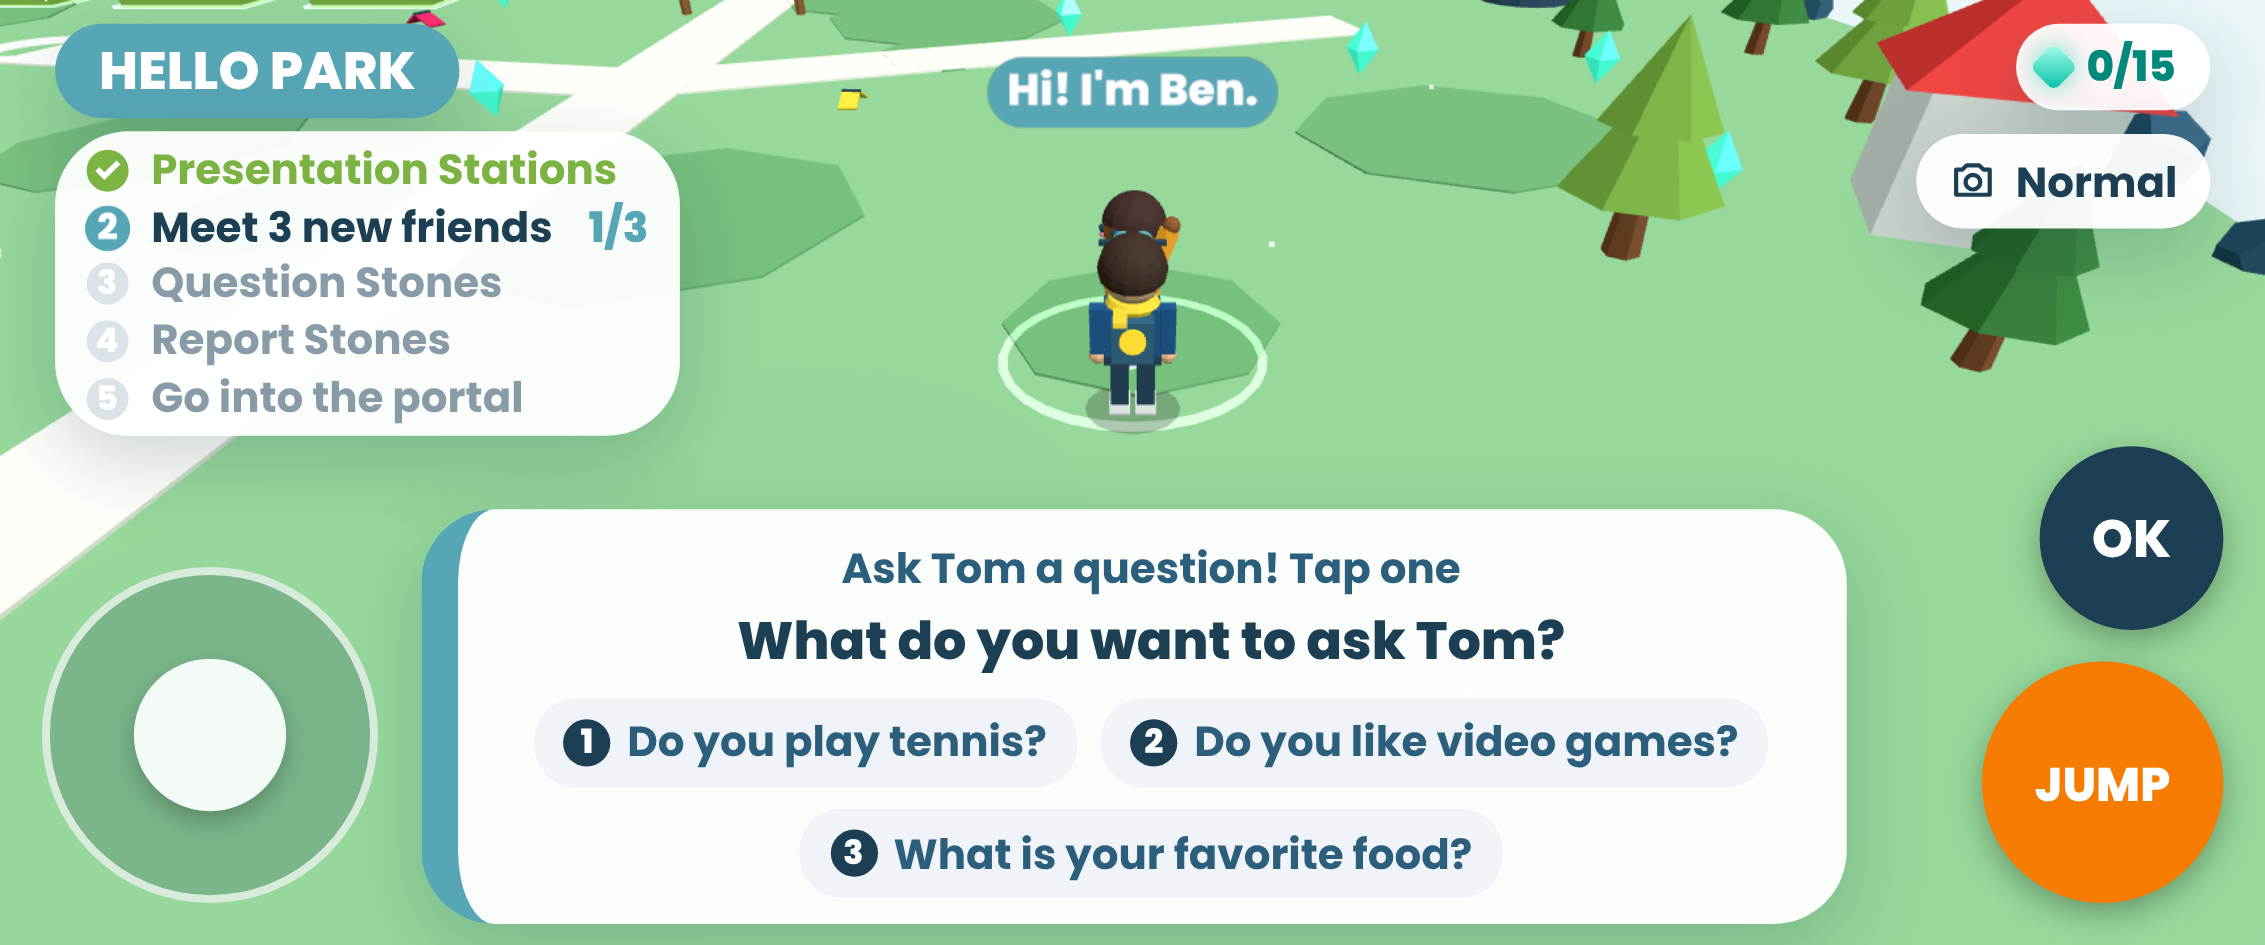 HELLO PARK
Presentation Stations
2 Meet 3 new friends 1/3
3 Question Stones
4 Report Stones
5 Go into the portal
Hi! I'm Ben.
0/15
Normal
Ask Tom a question! Tap one
What do you want to ask Tom?
1 Do you play tennis?
2 Do you like video games?
3 What is your favorite food?
OK
JUMP